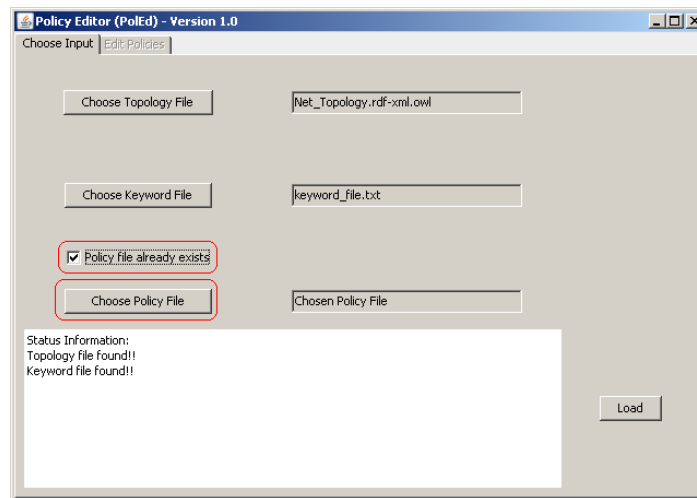 Policy Editor (PolEd) - Version 1.0
Choose Input Edit Policies
Choose Topology File Net_Topology.rdf-xml.owl
Choose Keyword File keyword_file.txt
Policy file already exists
Choose Policy File Chosen Policy File
Status Information:
Topology file found!!
Keyword file found!!
Load